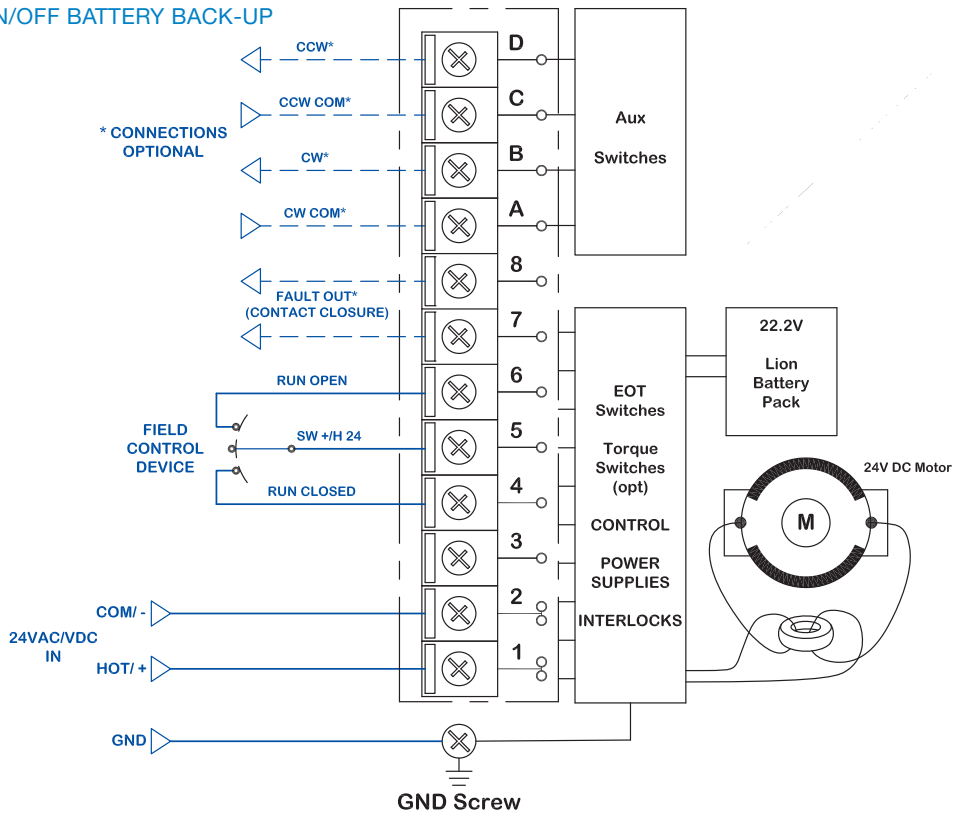 N/OFF BATTERY BACK-UP
CCW*
D
CCW COM*
C
* CONNECTIONS
OPTIONAL
CW*
B
CW COM*
A
Aux
Switches
8
FAULT OUT*
(CONTACT CLOSURE)
7
RUN OPEN
6
FIELD
CONTROL
DEVICE
SW +/H 24
5
RUN CLOSED
4
3
COM/ -
2
24VAC/VDC
IN
HOT/ +
1
GND
GND Screw
EOT
Switches
Torque
Switches
(opt)
CONTROL
POWER
SUPPLIES
INTERLOCKS
22.2V
Lion
Battery
Pack
24V DC Motor
M